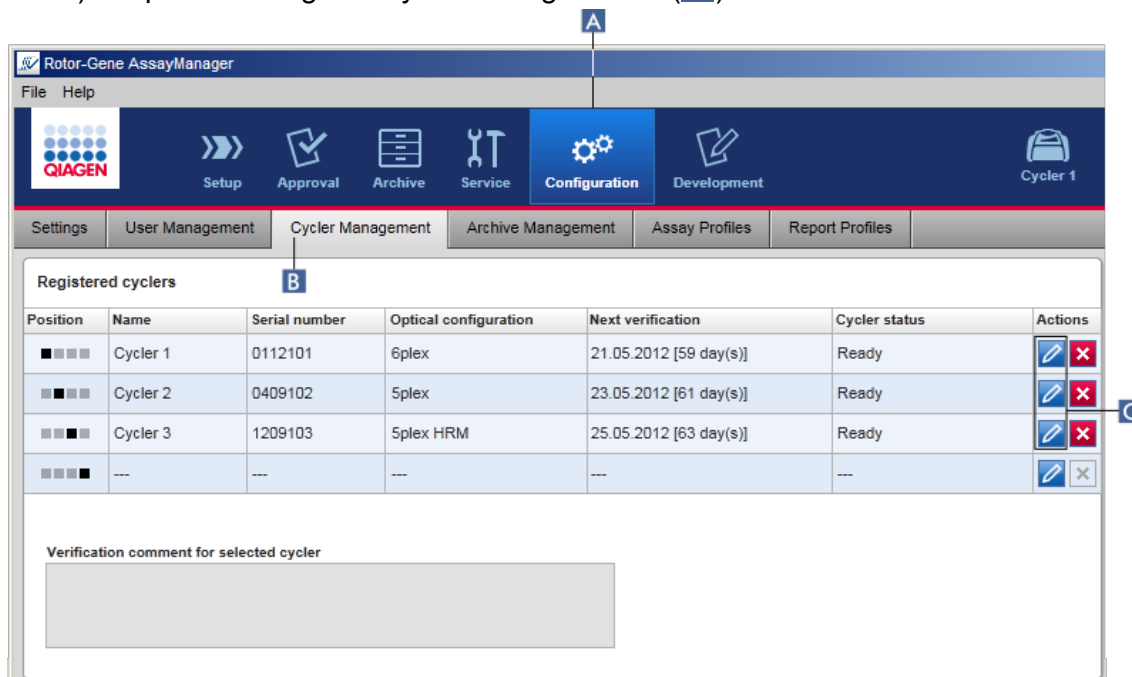 A
Rotor-Gene AssayManager
File Help
QIAGEN
Setup
Approval
Archive
Service
Configuration
Development
Cycler 1
Settings
User Management
Cycler Management
Archive Management
Assay Profiles
Report Profiles
Registered cyclers
B
Position Name Serial number Optical configuration Next verification Cycler status Actions
Cycler 1 0112101 6plex 21.05.2012 [59 day(s)] Ready
Cycler 2 0409102 5plex 23.05.2012 [61 day(s)] Ready
C
Cycler 3 1209103 5plex HRM 25.05.2012 [63 day(s)] Ready
--- --- --- --- ---
Verification comment for selected cycler